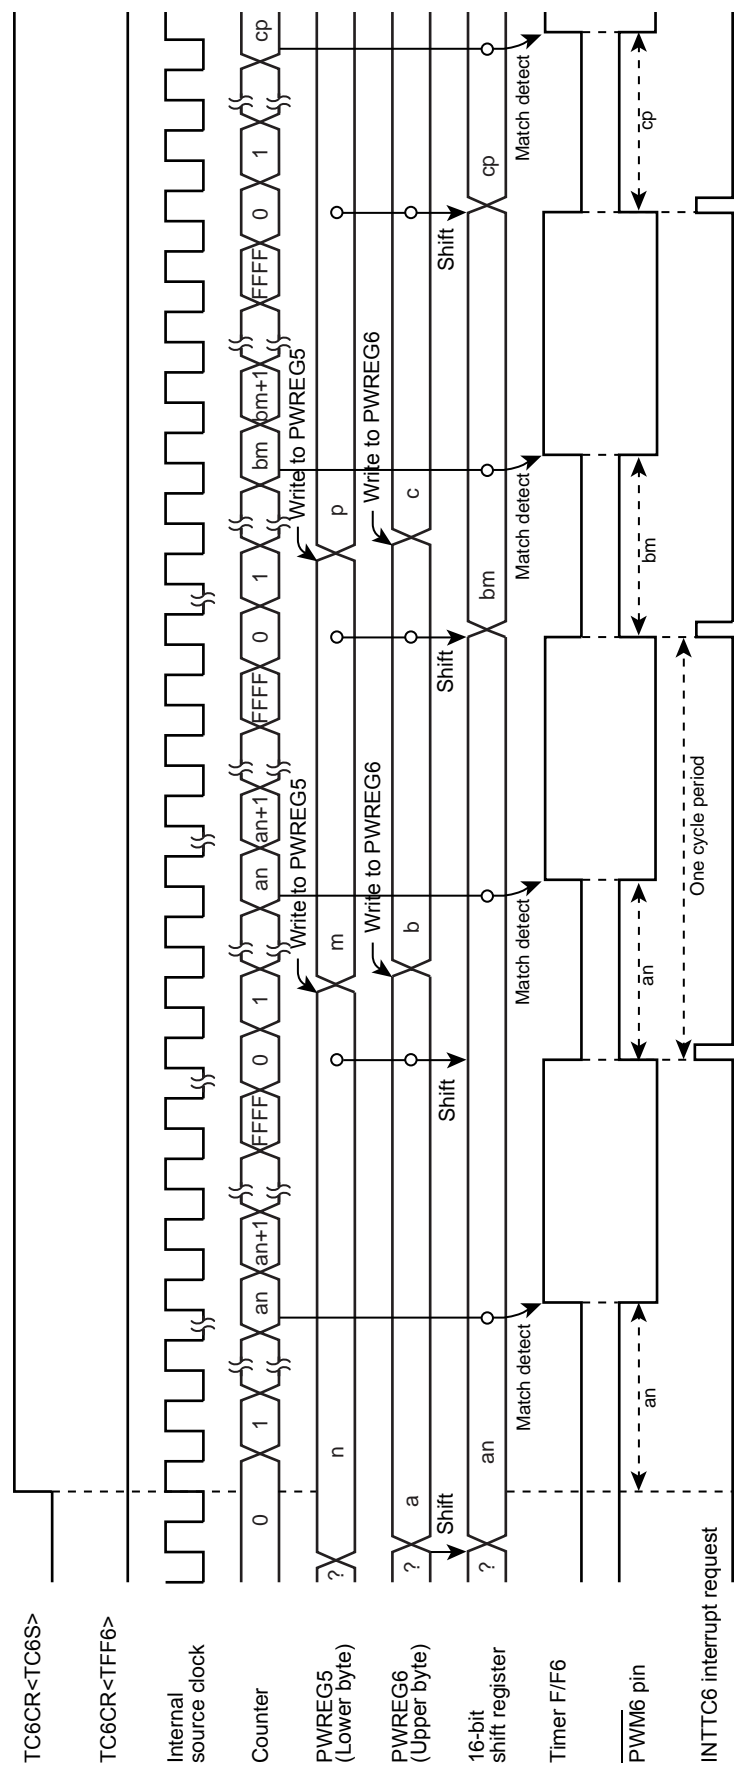 TC6CR<TC6S>
TC6CR<TFF6>
Internal
source clock
Counter
0
1
an
an+1
FFFF
0
1
an
an+1
FFFF
0
1
bm
bm+1
FFFF
0
1
cp
PWREG5
(Lower byte)
?
n
Write to PWREG5
m
Write to PWREG5
p
PWREG6
(Upper byte)
?
a
Write to PWREG6
b
Write to PWREG6
c
Shift
Shift
Shift
Shift
16-bit
shift register
?
an
bm
cp
Match detect
Match detect
Match detect
Match detect
Timer F/F6
PWM6 pin
an
an
bm
cp
One cycle period
INTTC6 interrupt request